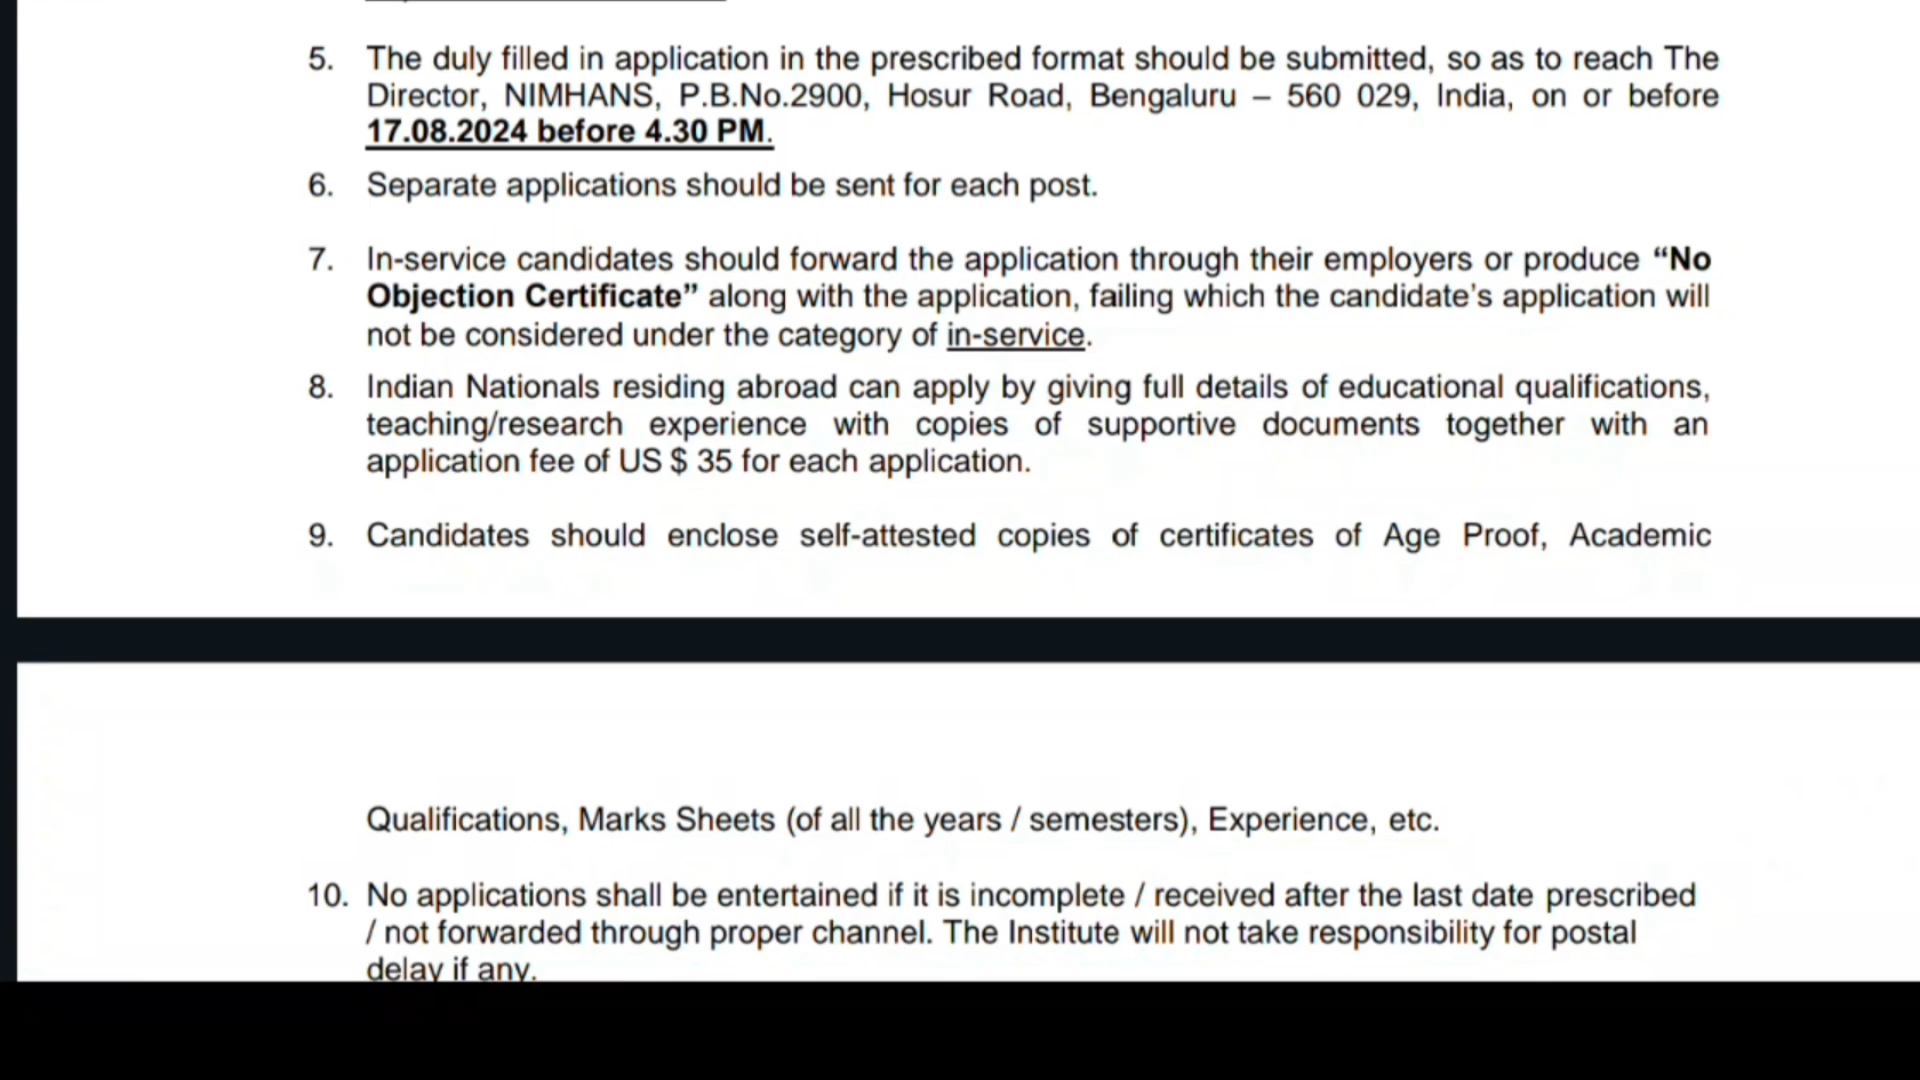 5. The duly filled in application in the prescribed format should be submitted, so as to reach The
Director, NIMHANS, P.B.No.2900, Hosur Road, Bengaluru – 560 029, India, on or before
17.08.2024 before 4.30 PM.
6. Separate applications should be sent for each post.
7. In-service candidates should forward the application through their employers or produce “No
Objection Certificate” along with the application, failing which the candidate’s application will
not be considered under the category of in-service.
8. Indian Nationals residing abroad can apply by giving full details of educational qualifications,
teaching/research experience with copies of supportive documents together with an
application fee of US $ 35 for each application.
9. Candidates should enclose self-attested copies of certificates of Age Proof, Academic
Qualifications, Marks Sheets (of all the years / semesters), Experience, etc.
10. No applications shall be entertained if it is incomplete / received after the last date prescribed
/ not forwarded through proper channel. The Institute will not take responsibility for postal
delay if any.